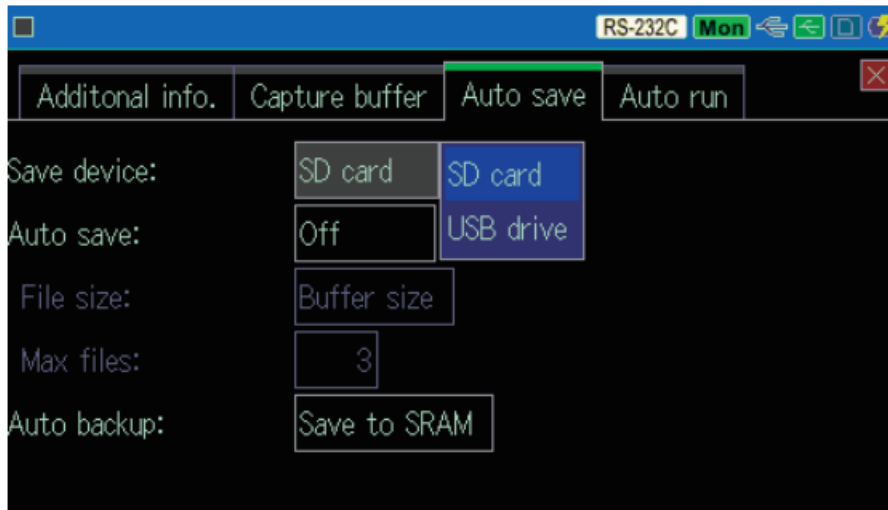 RS-232C Mon
Additonal info. Capture buffer Auto save Auto run
Save device: SD card SD card
Auto save: Off USB drive
File size: Buffer size
Max files: 3
Auto backup: Save to SRAM